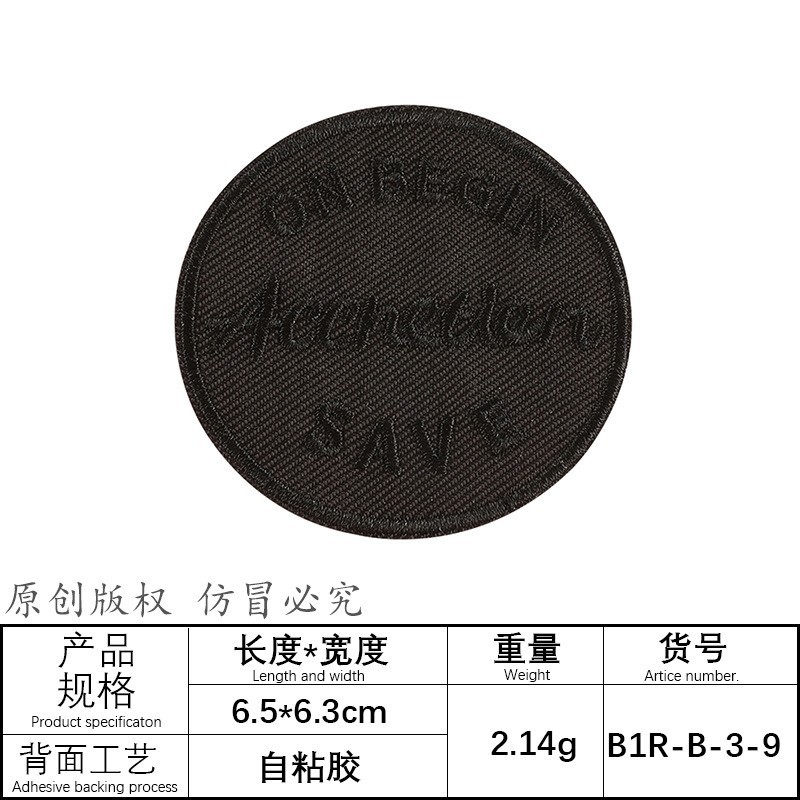 ON BEGIN
Accnedon
SAVE
原创版权 仿冒必究
产品
规格
Product specificaton
长度*宽度
Length and width
重量
Weight
货号
Artice number.
6.5*6.3cm
2.14g
B1R-B-3-9
背面工艺
Adhesive backing process
自粘胶